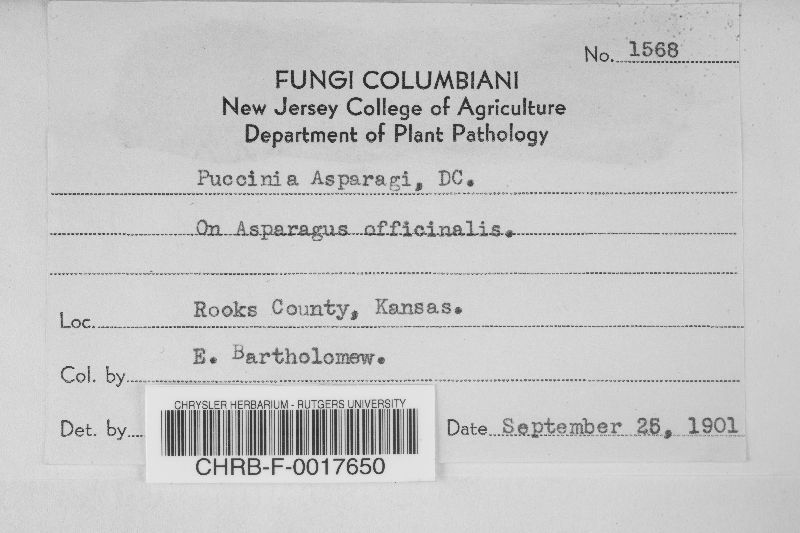 No. 1568
FUNGI COLUMBIANI
New Jersey College of Agriculture
Department of Plant Pathology
Puccinia Asparagi, DC.
On Asparagus officinalis.
Loc. Rooks County, Kansas.
Col. by E. Bartholomew.
Det. by
Date September 25, 1901
CHRYSLER HERBARIUM - RUTGERS UNIVERSITY
CHRB-F-0017650